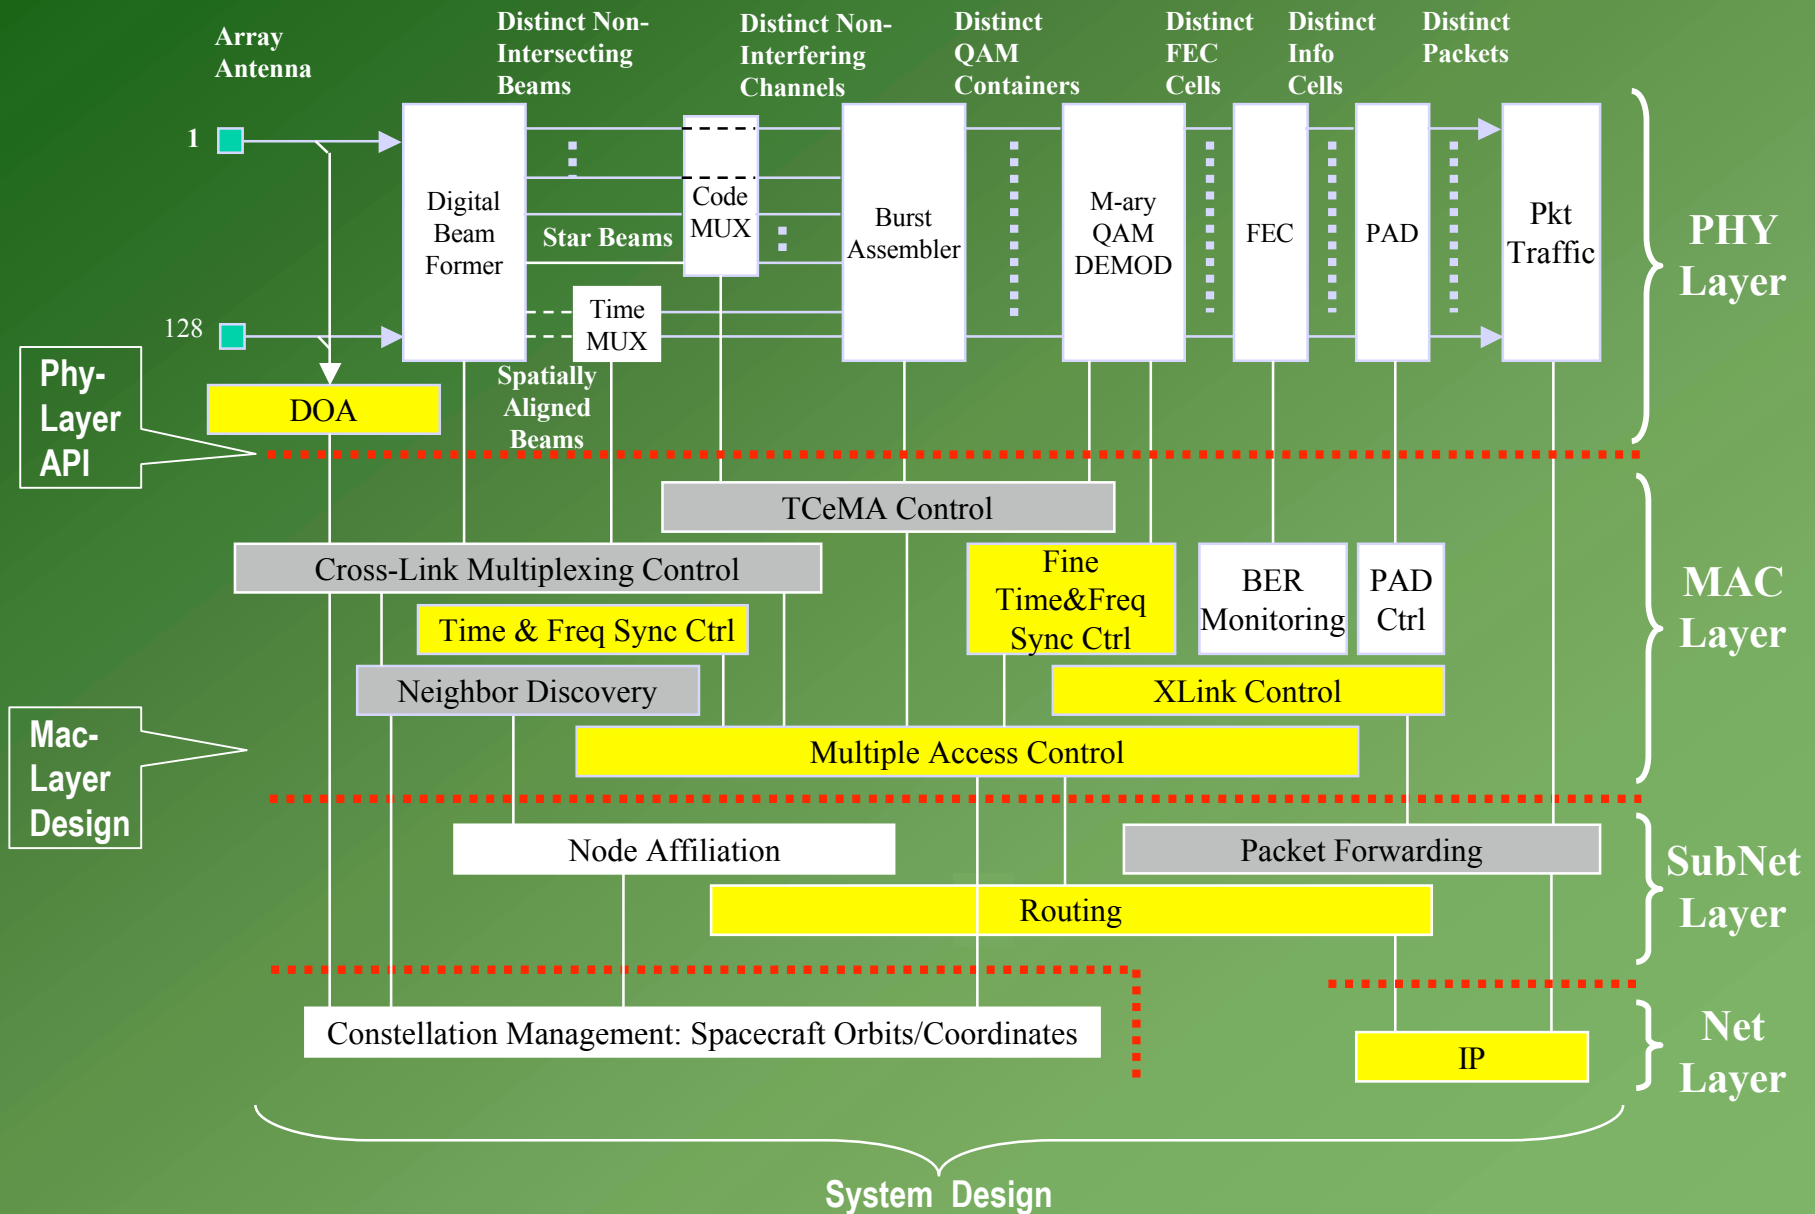 Array
Antenna
Distinct Non-
Intersecting
Beams
Distinct Non-
Interfering
Channels
Distinct
QAM
Containers
Distinct
FEC
Cells
Distinct
Info
Cells
Distinct
Packets
1
128
Digital
Beam
Former
Star Beams
Code
MUX
Time
MUX
Spatially
Aligned
Beams
Burst
Assembler
M-ary
QAM
DEMOD
FEC
PAD
Pkt
Traffic
PHY
Layer
Phy-
Layer
API
DOA
TCeMA Control
Cross-Link Multiplexing Control
Time & Freq Sync Ctrl
Fine
Time&Freq
Sync Ctrl
BER
Monitoring
PAD
Ctrl
MAC
Layer
Neighbor Discovery
XLink Control
Mac-
Layer
Design
Multiple Access Control
Node Affiliation
Packet Forwarding
Routing
SubNet
Layer
Constellation Management: Spacecraft Orbits/Coordinates
IP
Net
Layer
System Design